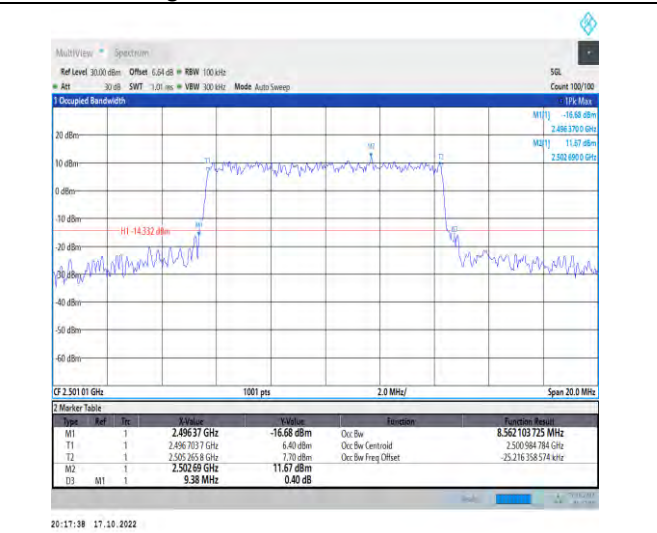 MultiView Spectrum
Ref Level 30.00 dBm Offset 6.64 dB RBW 100 kHz SGL
Att 30 dB SWT 1.01 ms VBW 300 kHz Mode Auto Sweep Count 100/100
1 Occupied Bandwidth 1Pk Max
M1[1] -16.68 dBm
2.496 370 0 GHz
M2[1] 11.67 dBm
2.502 690 0 GHz
20 dBm
M2
T1 T2
10 dBm
0 dBm
-10 dBm
M1
D3
H1 -14.332 dBm
-20 dBm
-30 dBm
-40 dBm
-50 dBm
-60 dBm
CF 2.501 01 GHz 1001 pts 2.0 MHz/ Span 20.0 MHz
2 Marker Table
Type Ref Trc X-Value Y-Value Function Function Result
M1 1 2.496 37 GHz -16.68 dBm Occ Bw 8.562 103 725 MHz
T1 1 2.496 703 7 GHz 6.40 dBm Occ Bw Centroid 2.500 984 784 GHz
T2 1 2.505 265 8 GHz 7.70 dBm Occ Bw Freq Offset -25.216 358 574 kHz
M2 1 2.502 69 GHz 11.67 dBm
D3 M1 1 9.38 MHz 0.40 dB
20:17:38 17.10.2022